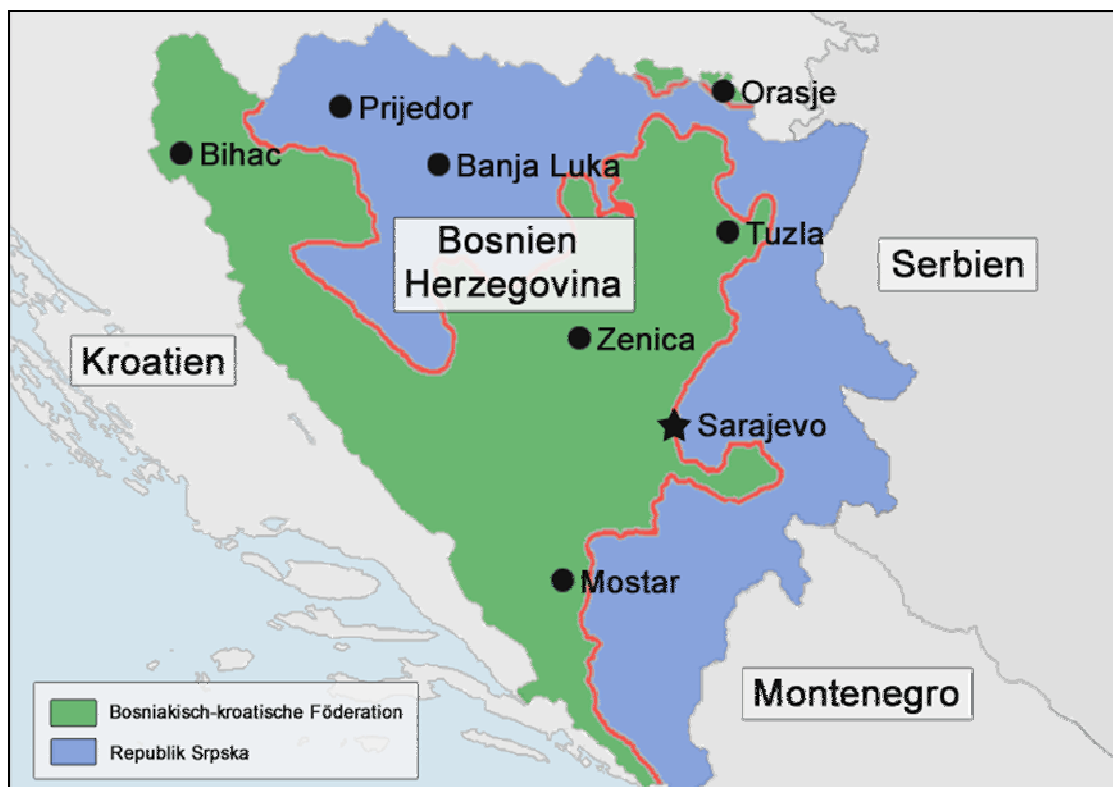 Orasje
Prijedor
Bihac
Banja Luka
Tuzla
Bosnien
Herzegovina
Serbien
Zenica
Kroatien
Sarajevo
Mostar
Montenegro
Bosniakisch-kroatische Föderation
Republik Srpska